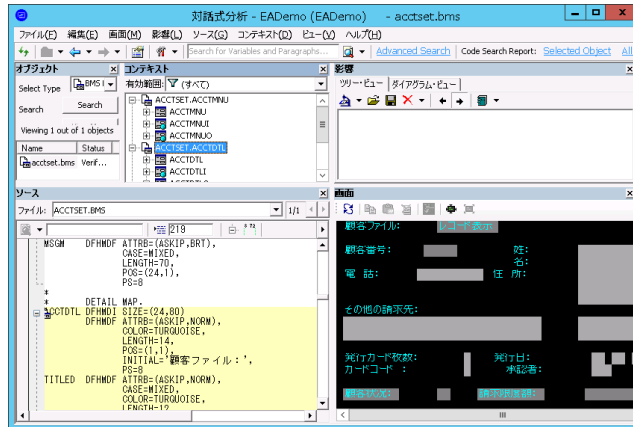 対話式分析 - EADemo (EADemo) - acctset.bms
ファイル(F) 編集(E) 画面(M) 影響(L) ソース(G) コンテキスト(D) ビュー(V) ヘルプ(H)
Search for Variables and Paragraphs... Advanced Search Code Search Report: Selected Object All
オブジェクト
Select Type BMS (
Search Search
Viewing 1 out of 1 objects
Name Status
acctset.bms Verif...
コンテキスト
有効範囲: (すべて)
ACCTSET.ACCTMNU
ACCTMNU
ACCTMNUI
ACCTMNUO
ACCTSET.ACCTDTL
ACCTDTL
ACCTDTLI
影響
ツリー・ビュー ダイアグラム・ビュー
ソース
ファイル: ACCTSET.BMS 1/1
219
MSGM DFHMDF ATTRB=(ASKIP,BRT),
CASE=MIXED,
LENGTH=70,
POS=(24,1),
PS=8
*
* DETAIL MAP.
ACCTDTL DFHMDI SIZE=(24,80)
DFHMDF ATTRB=(ASKIP,NORM),
COLOR=TURQUOISE,
LENGTH=14,
POS=(1,1),
INITIAL='顧客ファイル:',
PS=8
TITLED DFHMDF ATTRB=(ASKIP,NORM),
CASE=MIXED,
COLOR=TURQUOISE,
LENGTH=12
画面
顧客ファイル: レコード表示
顧客番号: 姓:
名:
電 話: 住 所:
その他の請求先:
発行カード枚数: 発行日:
カードコード : 承認者:
顧客状況: 請求限度額: